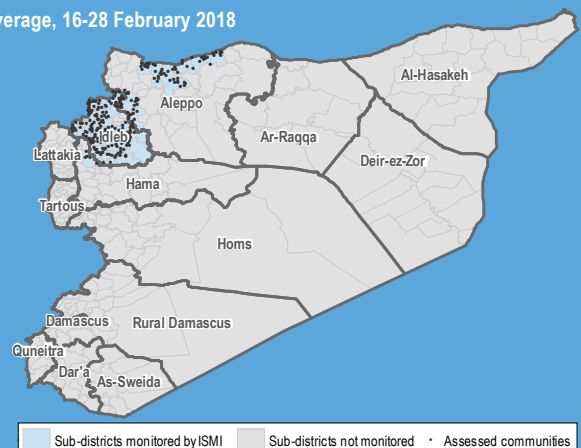 verage, 16-28 February 2018
Al-Hasakeh
Aleppo
Ar-Raqqa
Idleb
Lattakia
Deir-ez-Zor
Hama
Tartous
Homs
Damascus
Rural Damascus
Quneitra
Dar'a
As-Sweida
Sub-districts monitored by ISMI
Sub-districts not monitored
Assessed communities